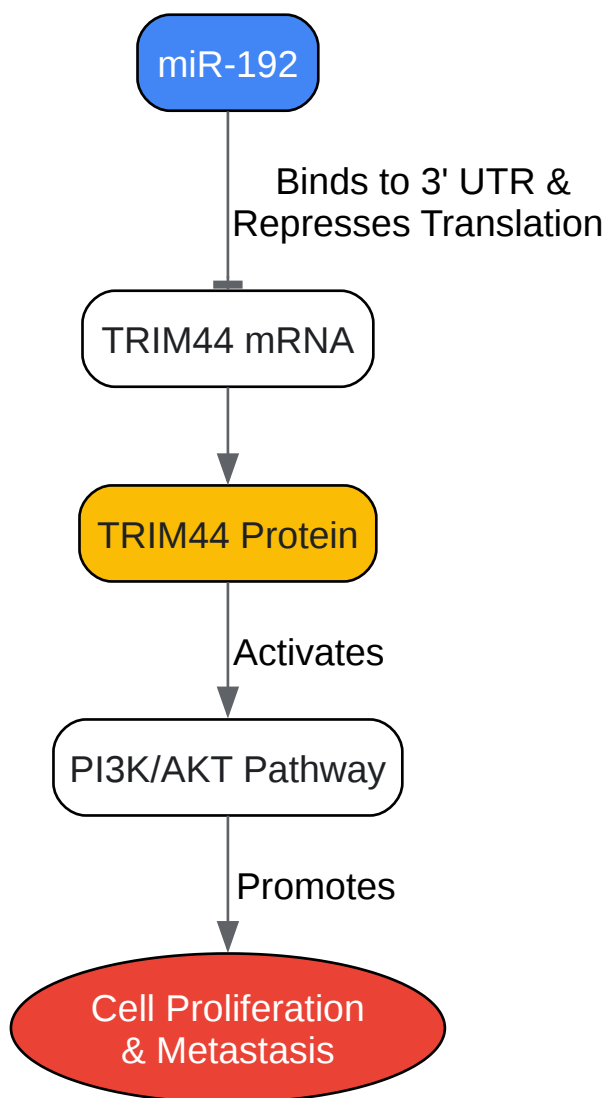 miR-192
Binds to 3' UTR &
Represses Translation
TRIM44 mRNA
TRIM44 Protein
Activates
PI3K/AKT Pathway
Promotes
Cell Proliferation
& Metastasis